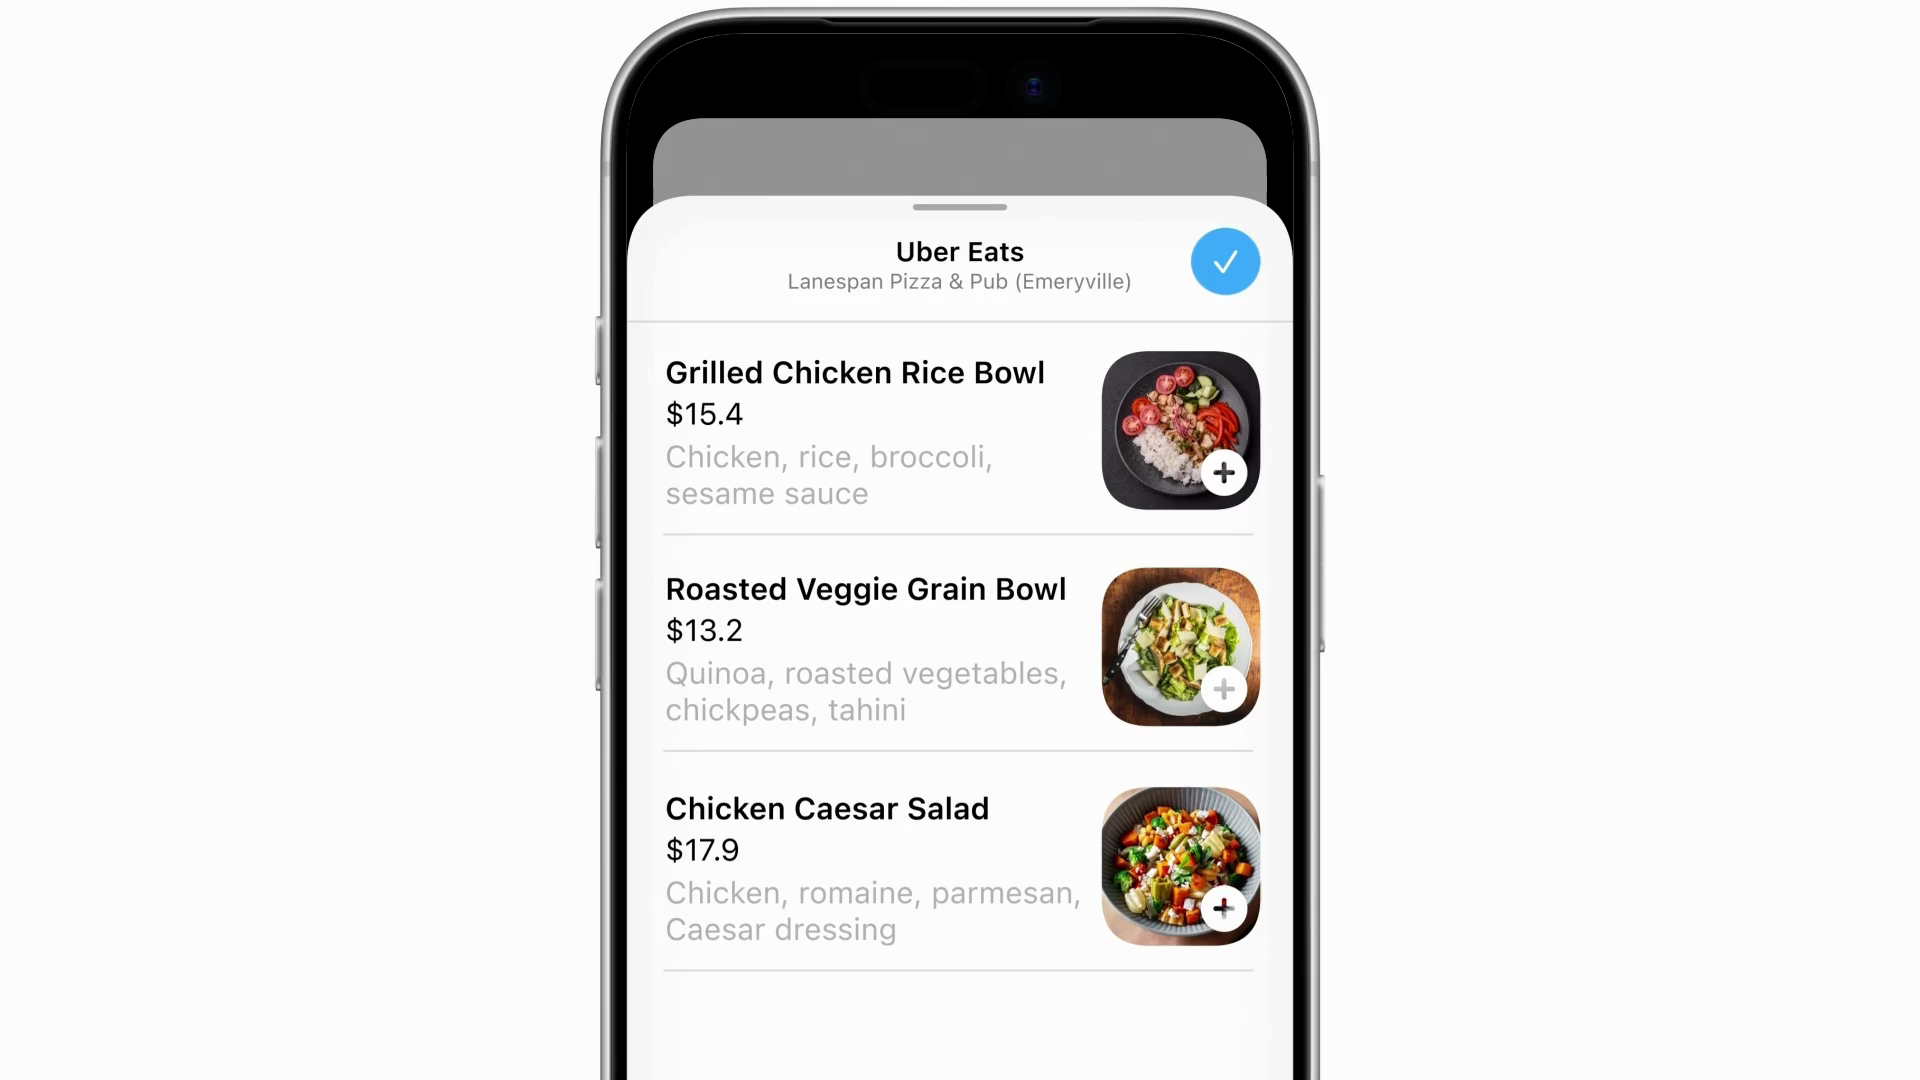 Uber Eats
Lanespan Pizza & Pub (Emeryville)
Grilled Chicken Rice Bowl
$15.4
Chicken, rice, broccoli,
sesame sauce
Roasted Veggie Grain Bowl
$13.2
Quinoa, roasted vegetables,
chickpeas, tahini
Chicken Caesar Salad
$17.9
Chicken, romaine, parmesan,
Caesar dressing